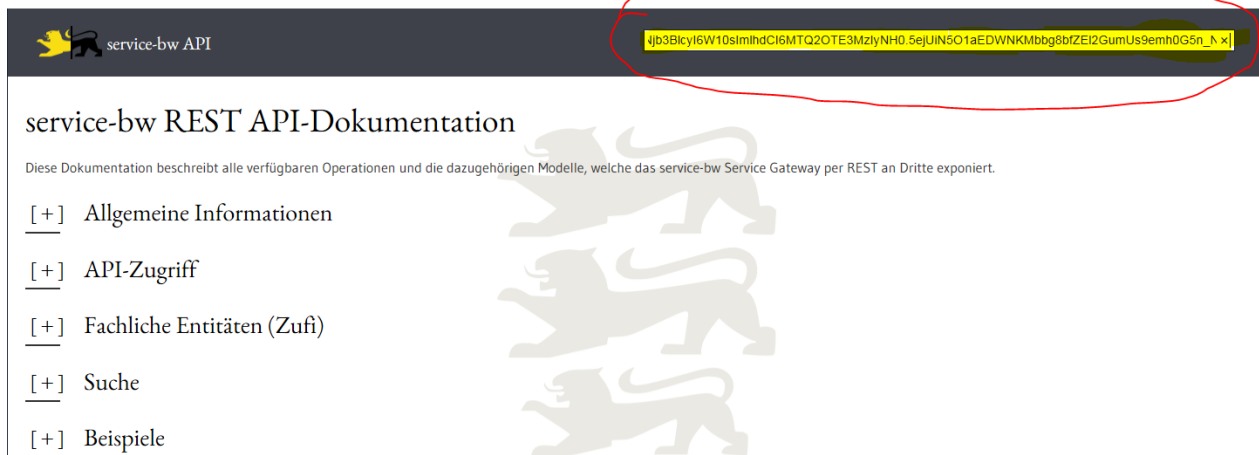 service-bw API
service-bw REST API-Dokumentation
Diese Dokumentation beschreibt alle verfügbaren Operationen und die dazugehörigen Modelle, welche das service-bw Service Gateway per REST an Dritte exponiert.
[+] Allgemeine Informationen
[+] API-Zugriff
[+] Fachliche Entitäten (Zufi)
[+] Suche
[+] Beispiele